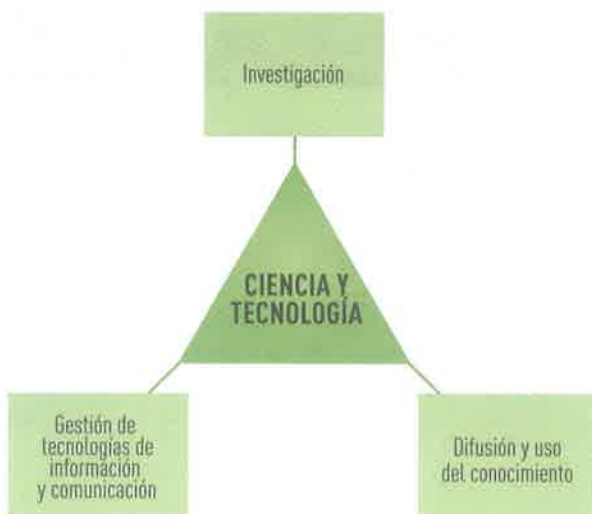 Investigación
CIENCIA Y
TECNOLOGÍA
Gestión de
tecnologías de
información
y comunicación
Difusión y uso
del conocimiento